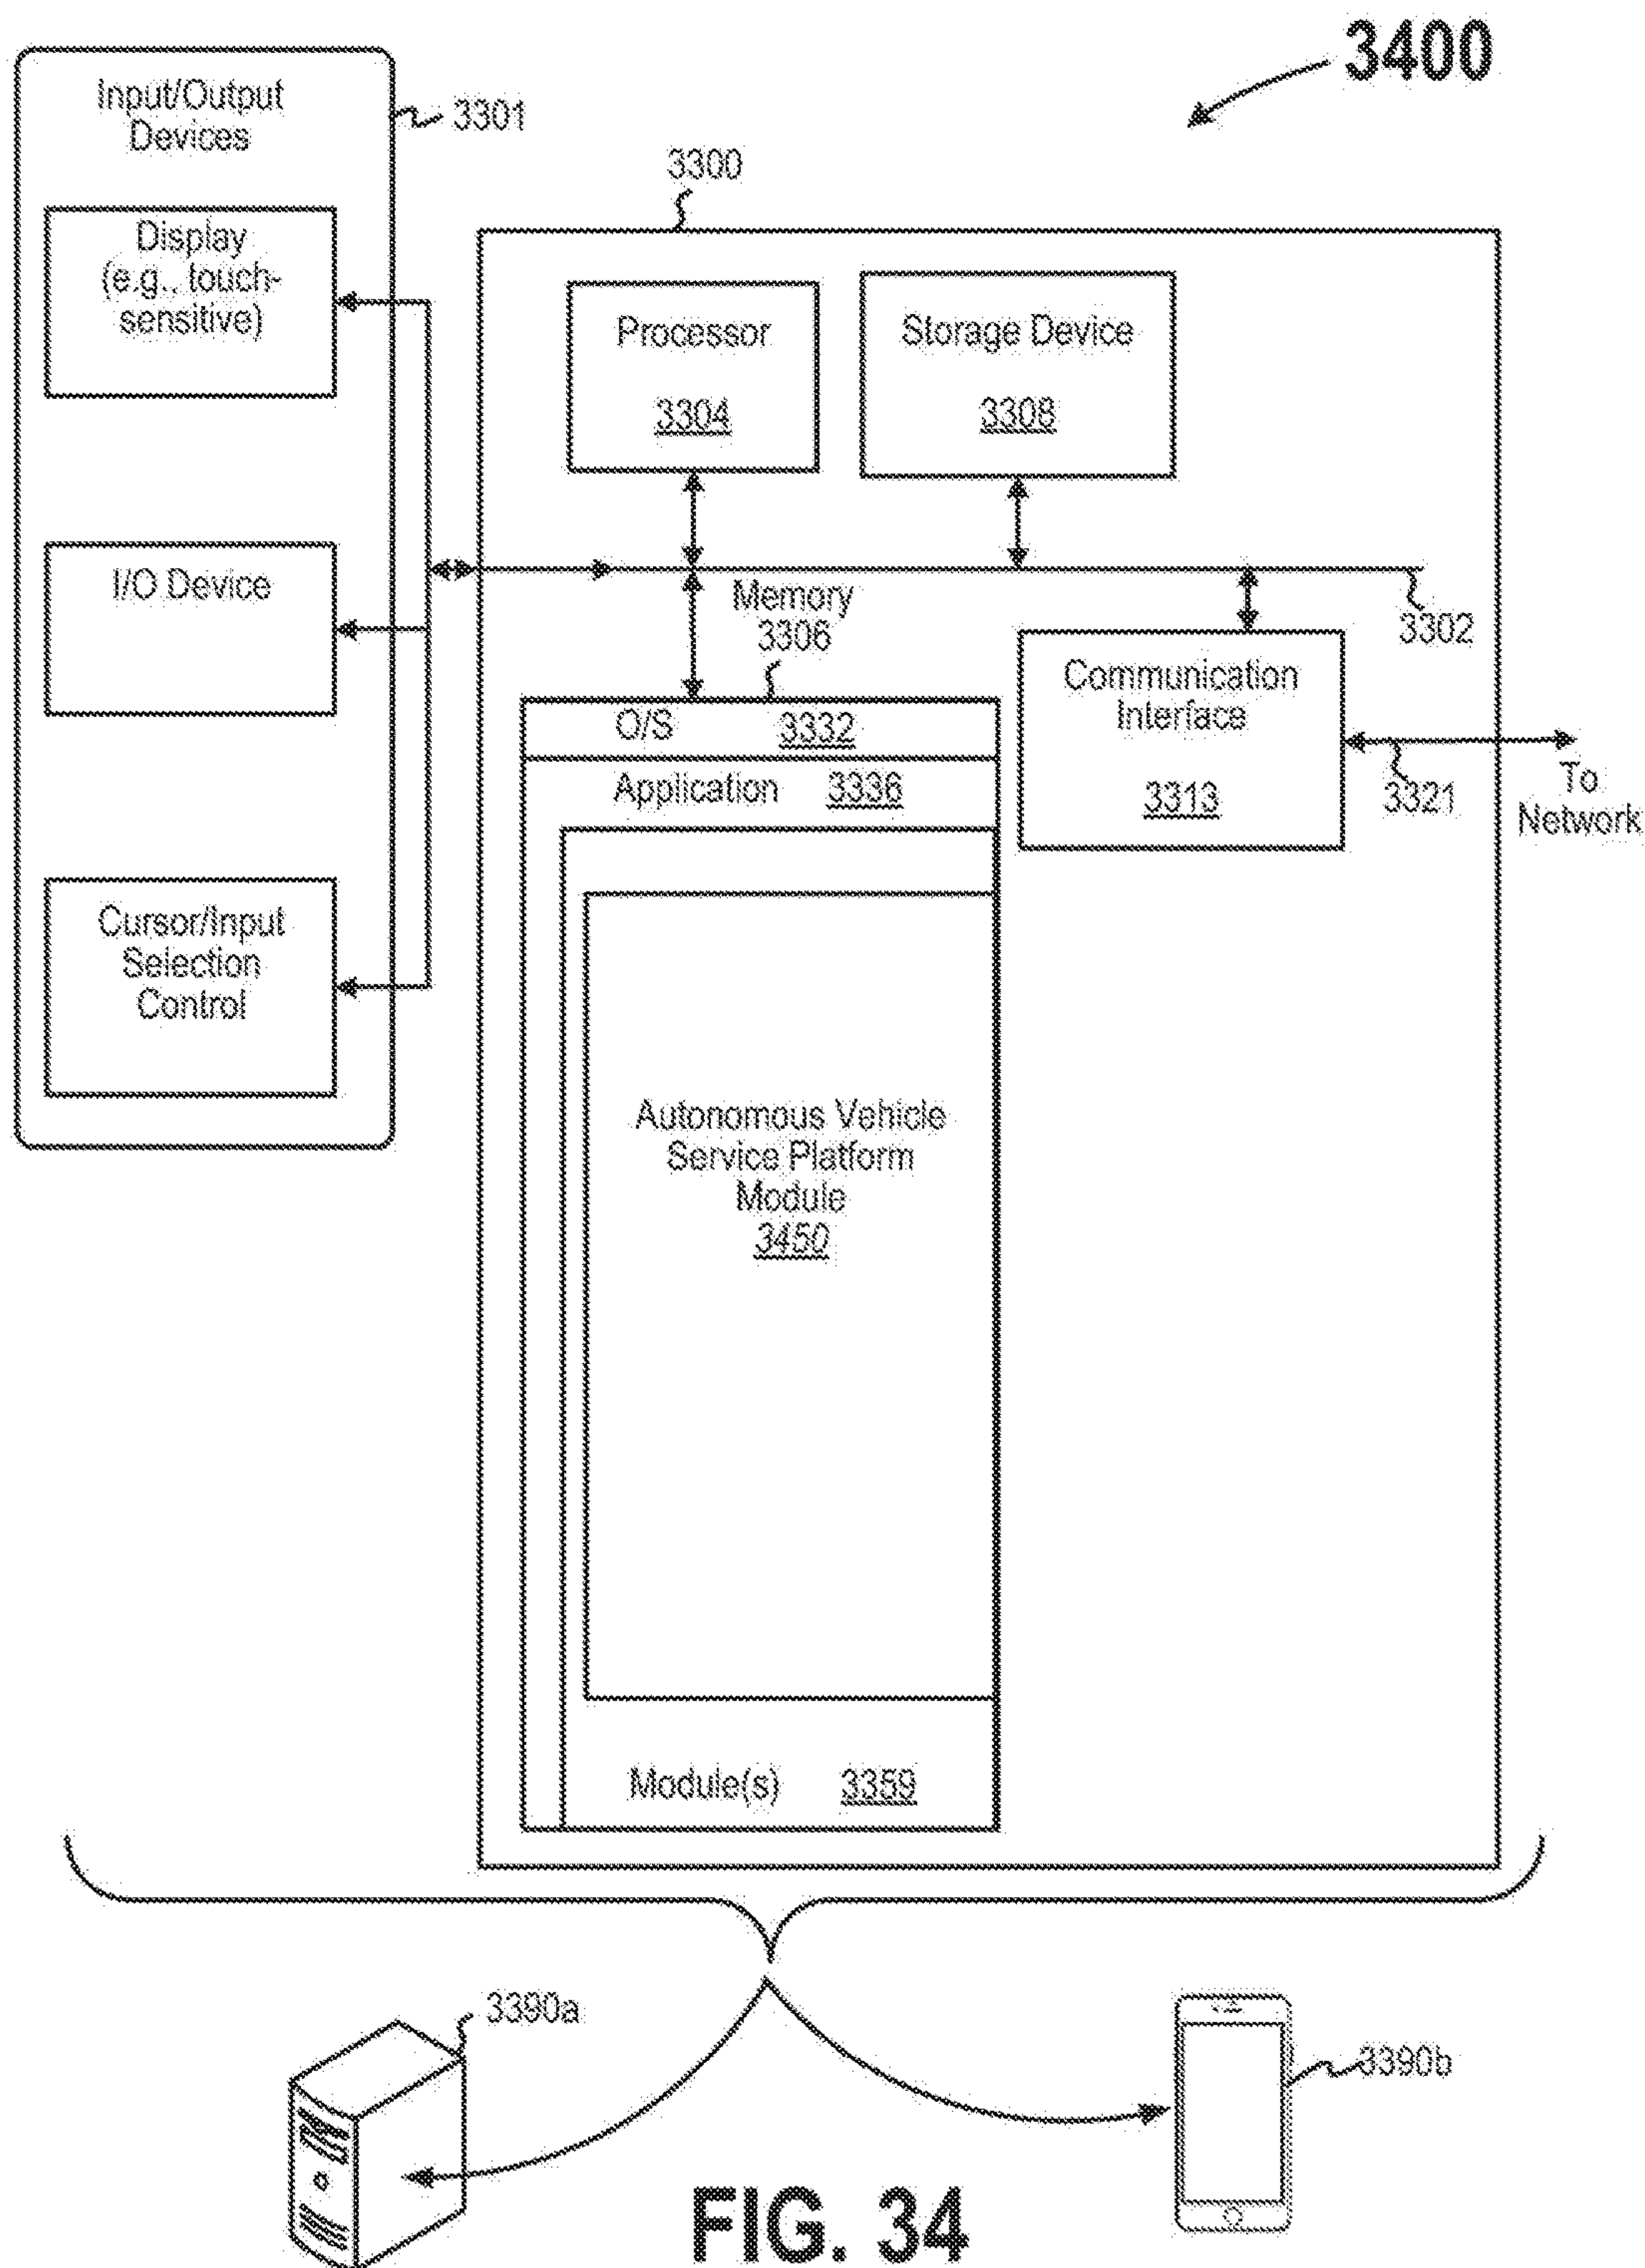 3400
Input/Output
Devices
3301
3300
Display
(e.g., touch-
sensitive)
Processor
3304
Storage Device
3308
I/O Device
Memory
3306
3302
Communication
Interface
3313
O/S 3332
Application 3336
3321
To
Network
Cursor/Input
Selection
Control
Autonomous Vehicle
Service Platform
Module
3450
Module(s) 3359
3390a
3390b
FIG. 34